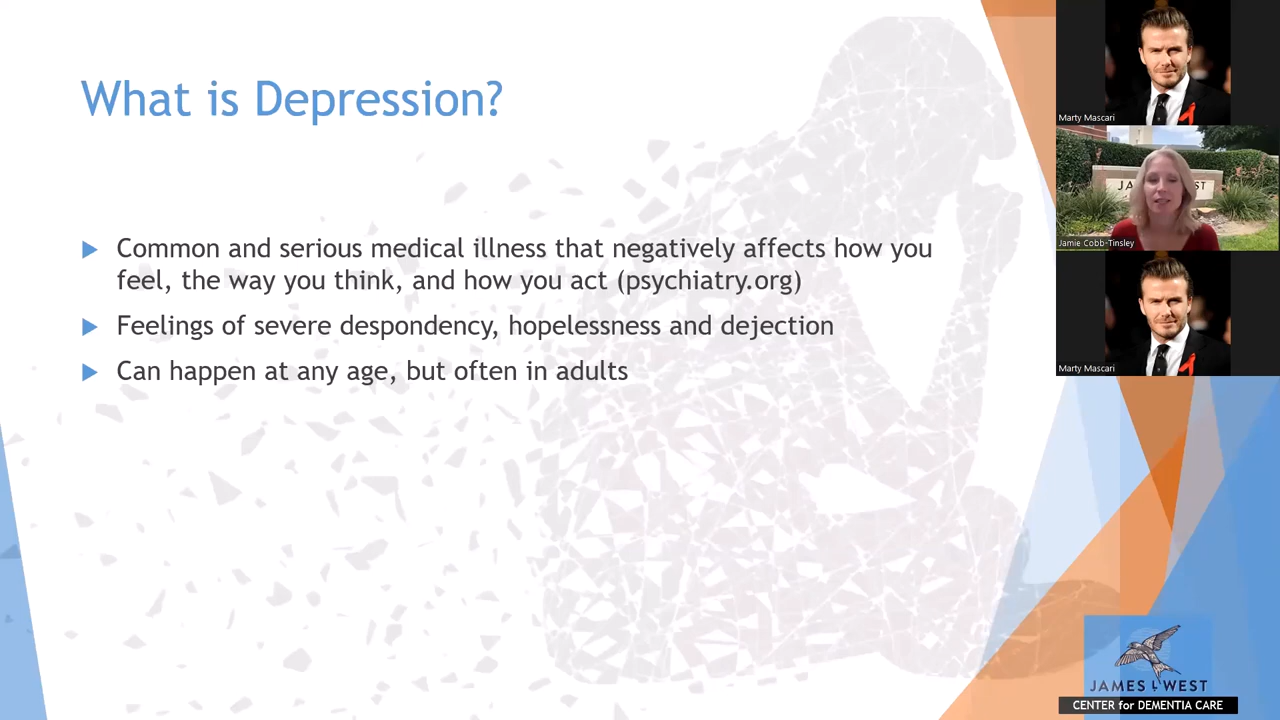 What is Depression?
Common and serious medical illness that negatively affects how you
feel, the way you think, and how you act (psychiatry.org)
Feelings of severe despondency, hopelessness and dejection
Can happen at any age, but often in adults
Marty Mascari
Jamie Cobb-Tinsley
Marty Mascari
JAMES L WEST
CENTER for DEMENTIA CARE